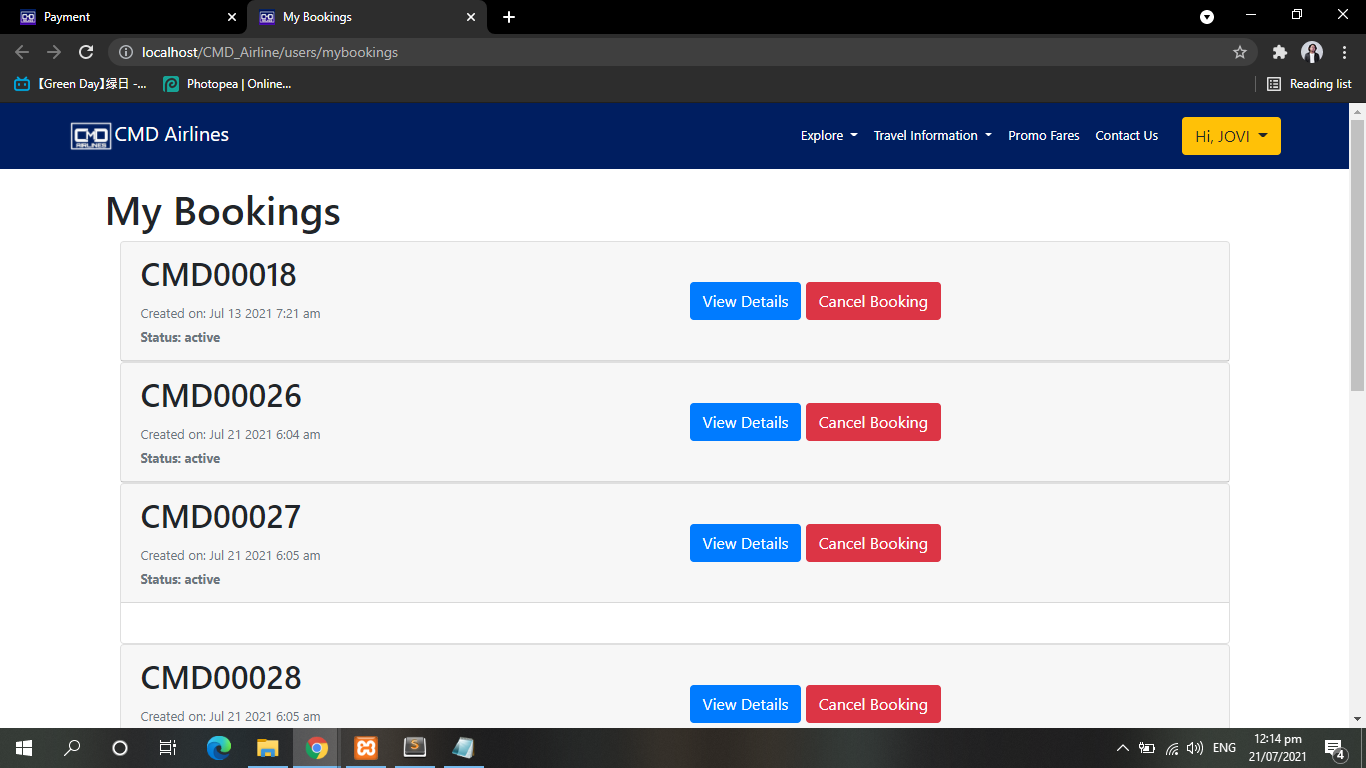 Payment
My Bookings
localhost/CMD_Airline/users/mybookings
【Green Day】绿日 -...
Photopea | Online...
Reading list
CMD AIRLINES
CMD Airlines
Explore
Travel Information
Promo Fares
Contact Us
Hi, JOVI
My Bookings
CMD00018
Created on: Jul 13 2021 7:21 am
Status: active
View Details
Cancel Booking
CMD00026
Created on: Jul 21 2021 6:04 am
Status: active
View Details
Cancel Booking
CMD00027
Created on: Jul 21 2021 6:05 am
Status: active
View Details
Cancel Booking
CMD00028
Created on: Jul 21 2021 6:05 am
View Details
Cancel Booking
ENG
12:14 pm
21/07/2021
4